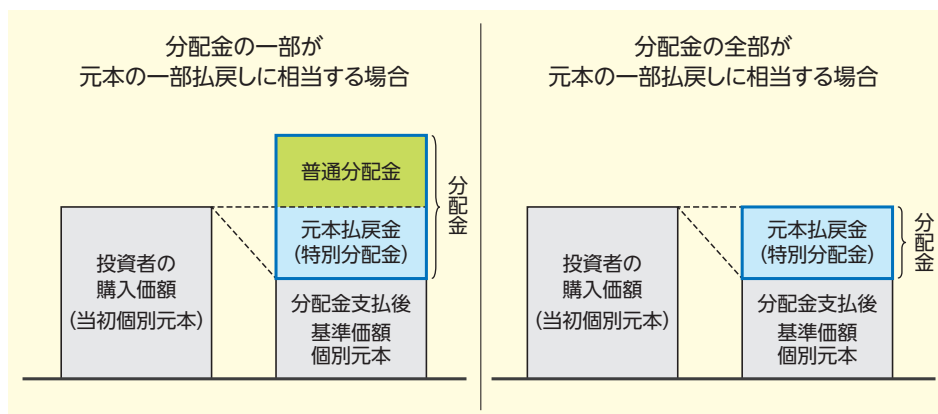 分配金の一部が
元本の一部払戻しに相当する場合
普通分配金
元本払戻金
(特別分配金)
分配金
投資者の
購入価額
(当初個別元本)
分配金支払後
基準価額
個別元本
分配金の全部が
元本の一部払戻しに相当する場合
元本払戻金
(特別分配金)
分配金
投資者の
購入価額
(当初個別元本)
分配金支払後
基準価額
個別元本